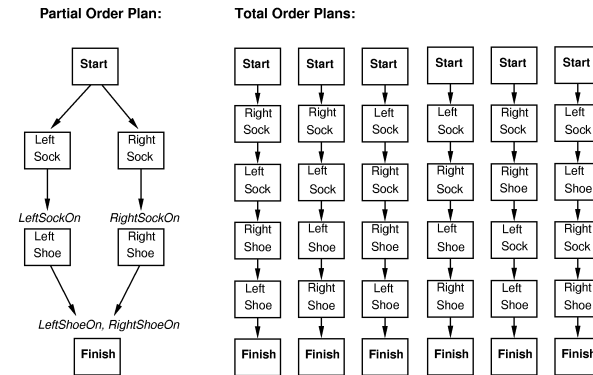 Partial Order Plan:
Total Order Plans:
Start
Left
Sock
Right
Sock
LeftSockOn
RightSockOn
Left
Shoe
Right
Shoe
LeftShoeOn, RightShoeOn
Finish
Start
Right
Sock
Left
Sock
Right
Shoe
Left
Shoe
Finish
Start
Right
Sock
Left
Sock
Left
Shoe
Right
Shoe
Finish
Start
Left
Sock
Right
Sock
Right
Shoe
Left
Shoe
Finish
Start
Left
Sock
Right
Sock
Left
Shoe
Right
Shoe
Finish
Start
Right
Sock
Right
Shoe
Left
Sock
Left
Shoe
Finish
Start
Left
Sock
Left
Shoe
Right
Sock
Right
Shoe
Finish